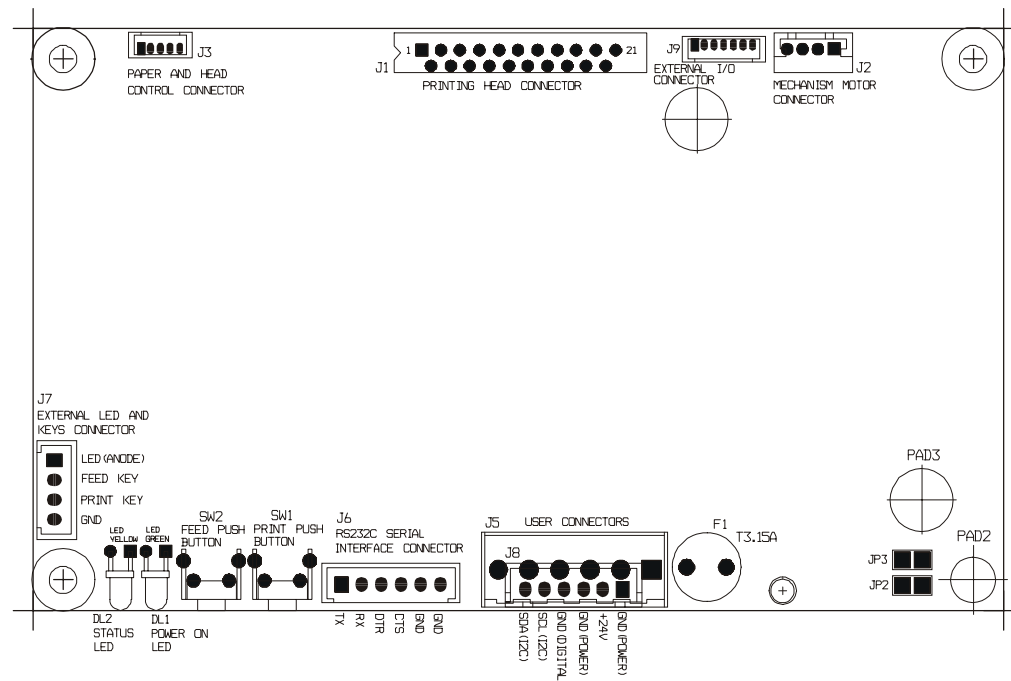 J3
PAPER AND HEAD
CONTROL CONNECTOR
1
21
J1
PRINTING HEAD CONNECTOR
J9
EXTERNAL I/O
CONNECTOR
J2
MECHANISM MOTOR
CONNECTOR
J7
EXTERNAL LED AND
KEYS CONNECTOR
LED(ANODE)
FEED KEY
PRINT KEY
GND
LED
YELLOW
LED
GREEN
SW2
FEED PUSH
BUTTON
SW1
PRINT PUSH
BUTTON
J6
RS232C SERIAL
INTERFACE CONNECTOR
J5
USER CONNECTORS
J8
F1
T3.15A
PAD3
PAD2
JP3
JP2
DL2
STATUS
LED
DL1
POWER ON
LED
TX
RX
DTR
CTS
GND
GND
SDA(I2C)
SCL(I2C)
GND(DIGITAL
GND(POWER)
+24V
GND(POWER)